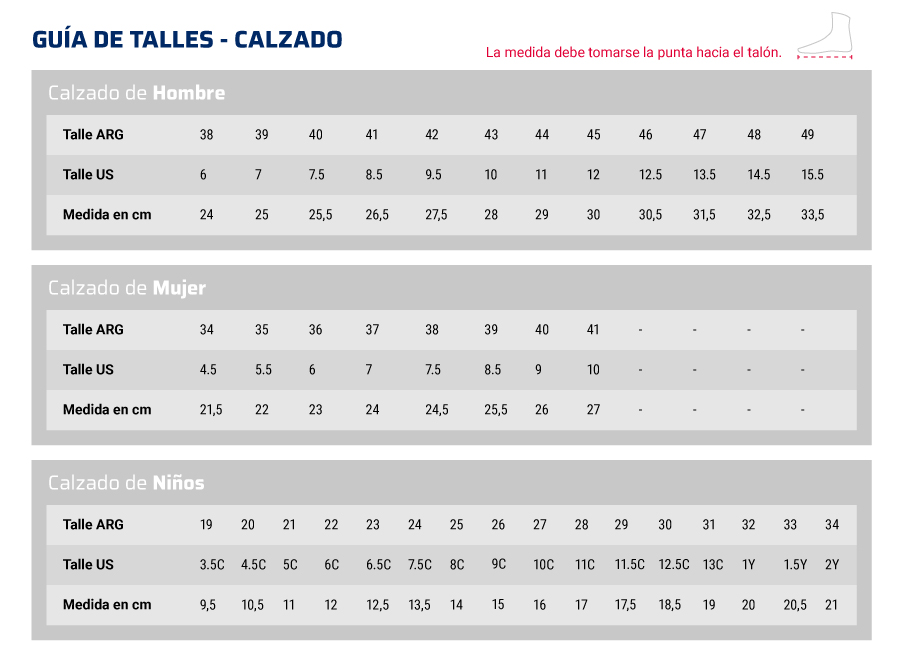 GUÍA DE TALLES - CALZADO
La medida debe tomarse la punta hacia el talón.
Calzado de Hombre
Talle ARG 38 39 40 41 42 43 44 45 46 47 48 49
Talle US 6 7 7.5 8.5 9.5 10 11 12 12.5 13.5 14.5 15.5
Medida en cm 24 25 25,5 26,5 27,5 28 29 30 30,5 31,5 32,5 33,5
Calzado de Mujer
Talle ARG 34 35 36 37 38 39 40 41 - - - -
Talle US 4.5 5.5 6 7 7.5 8.5 9 10 - - - -
Medida en cm 21,5 22 23 24 24,5 25,5 26 27 - - - -
Calzado de Niños
Talle ARG 19 20 21 22 23 24 25 26 27 28 29 30 31 32 33 34
Talle US 3.5C 4.5C 5C 6C 6.5C 7.5C 8C 9C 10C 11C 11.5C 12.5C 13C 1Y 1.5Y 2Y
Medida en cm 9,5 10,5 11 12 12,5 13,5 14 15 16 17 17,5 18,5 19 20 20,5 21